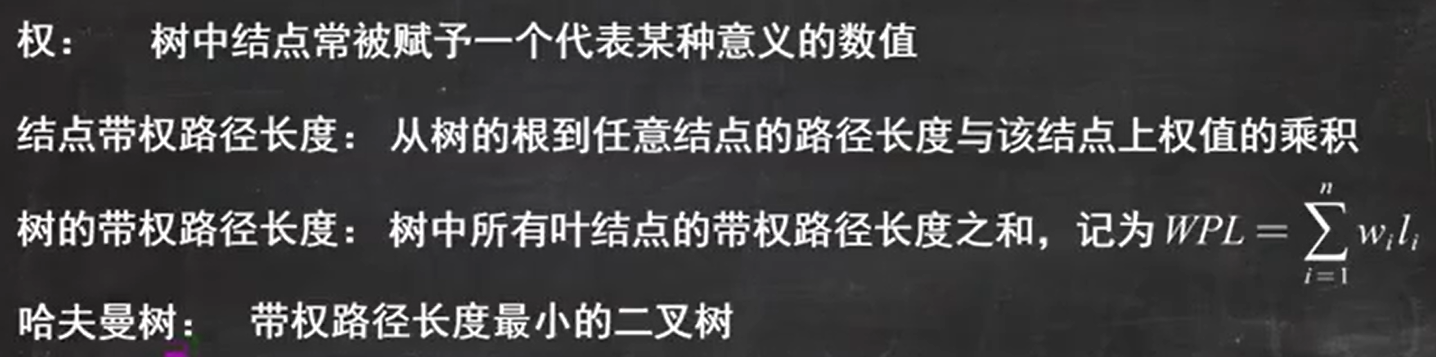 权： 树中结点常被赋予一个代表某种意义的数值
结点带权路径长度： 从树的根到任意结点的路径长度与该结点上权值的乘积
树的带权路径长度： 树中所有叶结点的带权路径长度之和，记为 $WPL = \sum_{i=1}^{n} w_i l_i$
哈夫曼树： 带权路径长度最小的二叉树